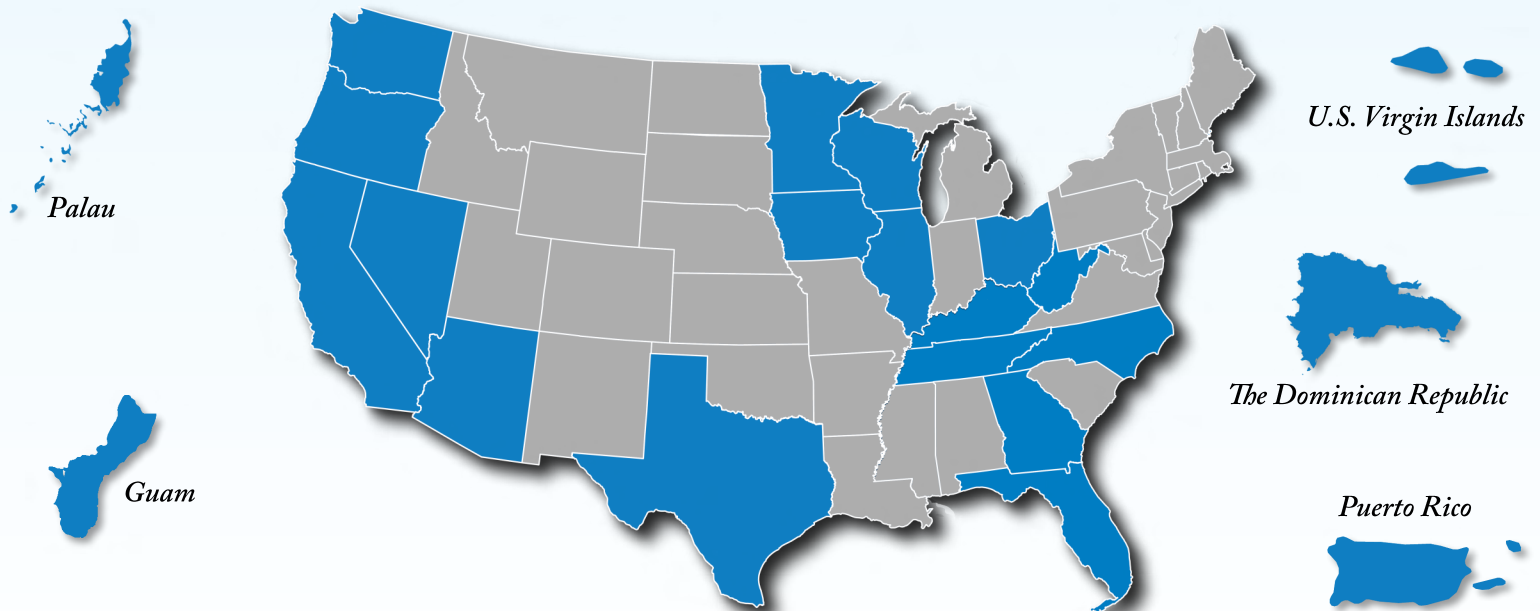 U.S. Virgin Islands
Palau
The Dominican Republic
Guam
Puerto Rico